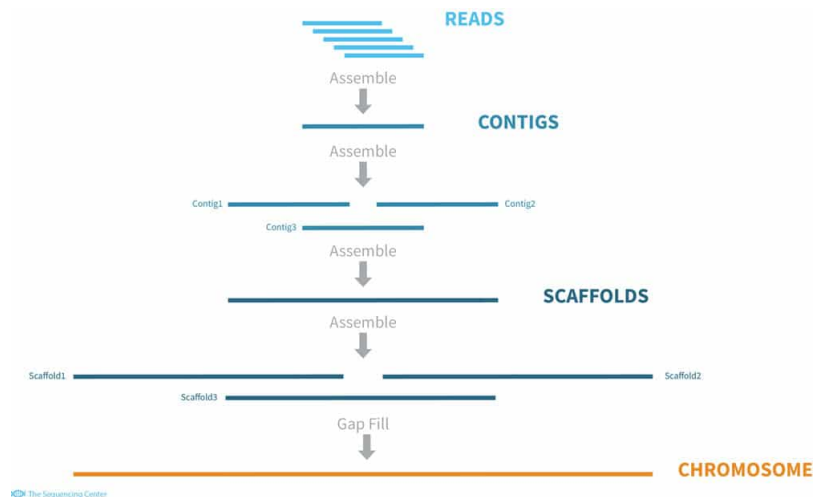 READS
Assemble
CONTIGS
Assemble
Contig1
Contig2
Contig3
Assemble
SCAFFOLDS
Assemble
Scaffold1
Scaffold2
Scaffold3
Gap Fill
CHROMOSOME
The Sequencing Center